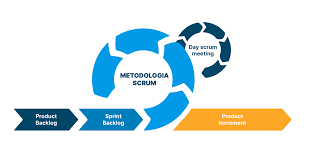 Day scrum
meeting
METODOLOGIA
SCRUM
Product
Backlog
Sprint
Backlog
Product
Increment